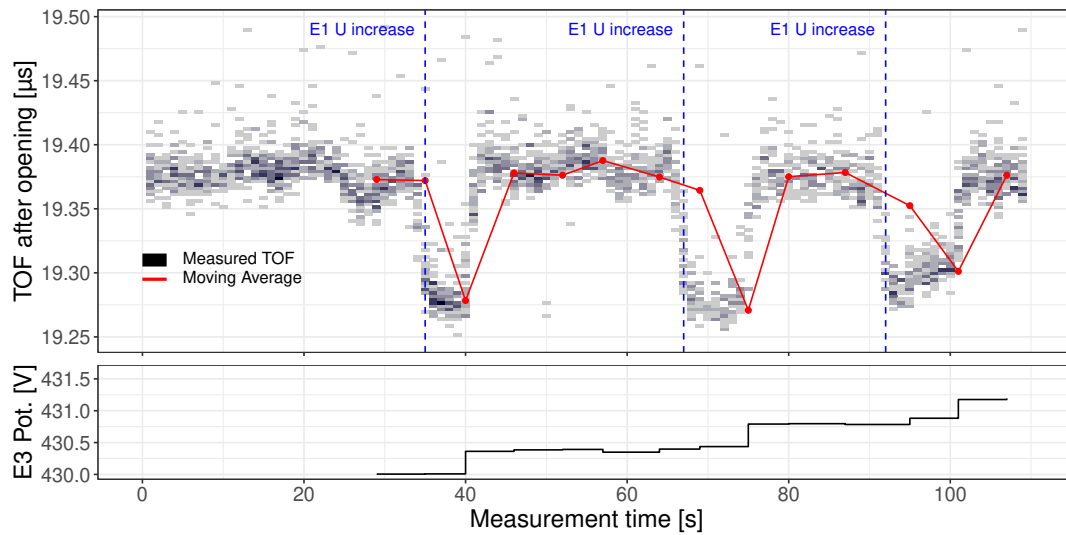 E1 U increase E1 U increase E1 U increase
19.50
19.45
19.40
19.35
19.30
19.25
TOF after opening [µs]
Measured TOF
Moving Average
431.5
431.0
430.5
430.0
E3 Pot. [V]
0 20 40 60 80 100
Measurement time [s]